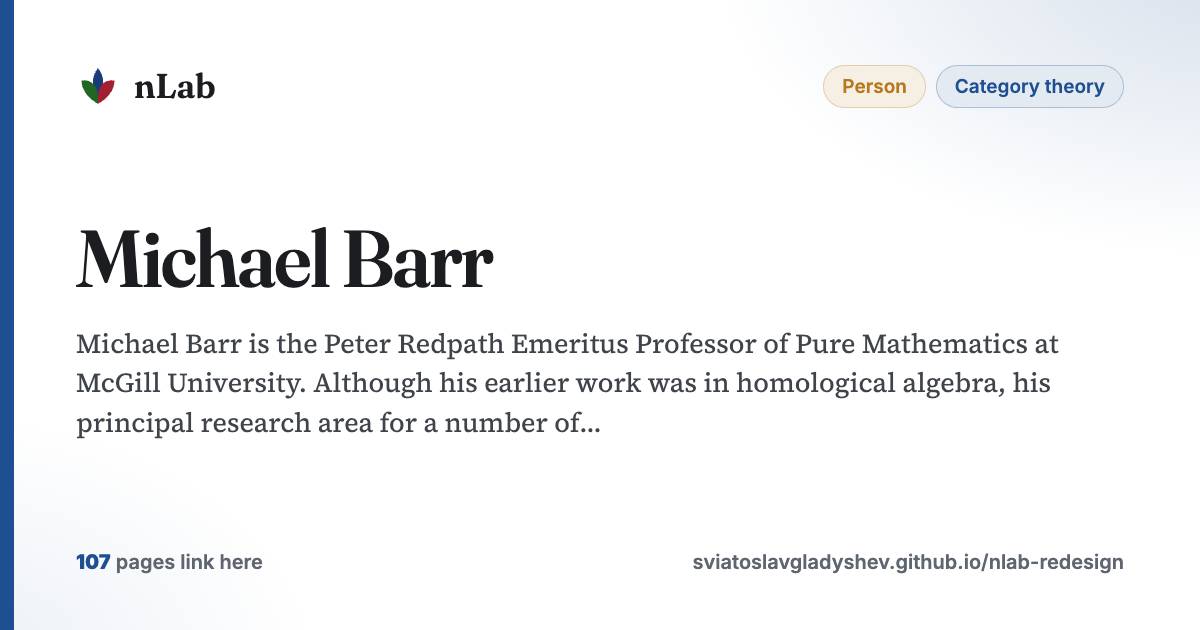 nLab
Person
Category theory
Michael Barr
Michael Barr is the Peter Redpath Emeritus Professor of Pure Mathematics at
McGill University. Although his earlier work was in homological algebra, his
principal research area for a number of...
107 pages link here
sviatoslavgladyshev.github.io/nlab-redesign